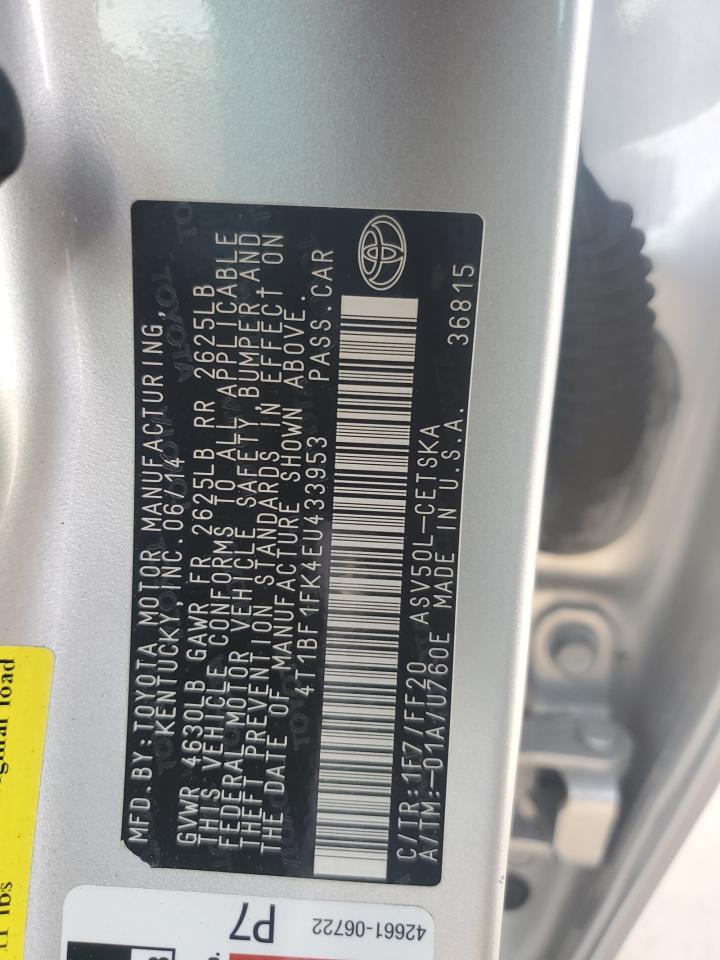 MFD.BY:TOYOTA MOTOR MANUFACTURING,
KENTUCKY,INC.06/14
GVWR 4630LB GAWR FR 2625LB RR 2625LB
THIS VEHICLE CONFORMS TO ALL APPLICABLE
FEDERAL MOTOR VEHICLE SAFETY BUMPER, AND
THEFT PREVENTION STANDARDS IN EFFECT ON
THE DATE OF MANUFACTURE SHOWN ABOVE.
4T1BF1FK4EU433953 PASS.CAR
C/TR:1F7/FF20 ASV50L-CETSKA
A/TM:-01A/U760E MADE IN U.S.A. 36815
P7
42661-06722
load
lbs